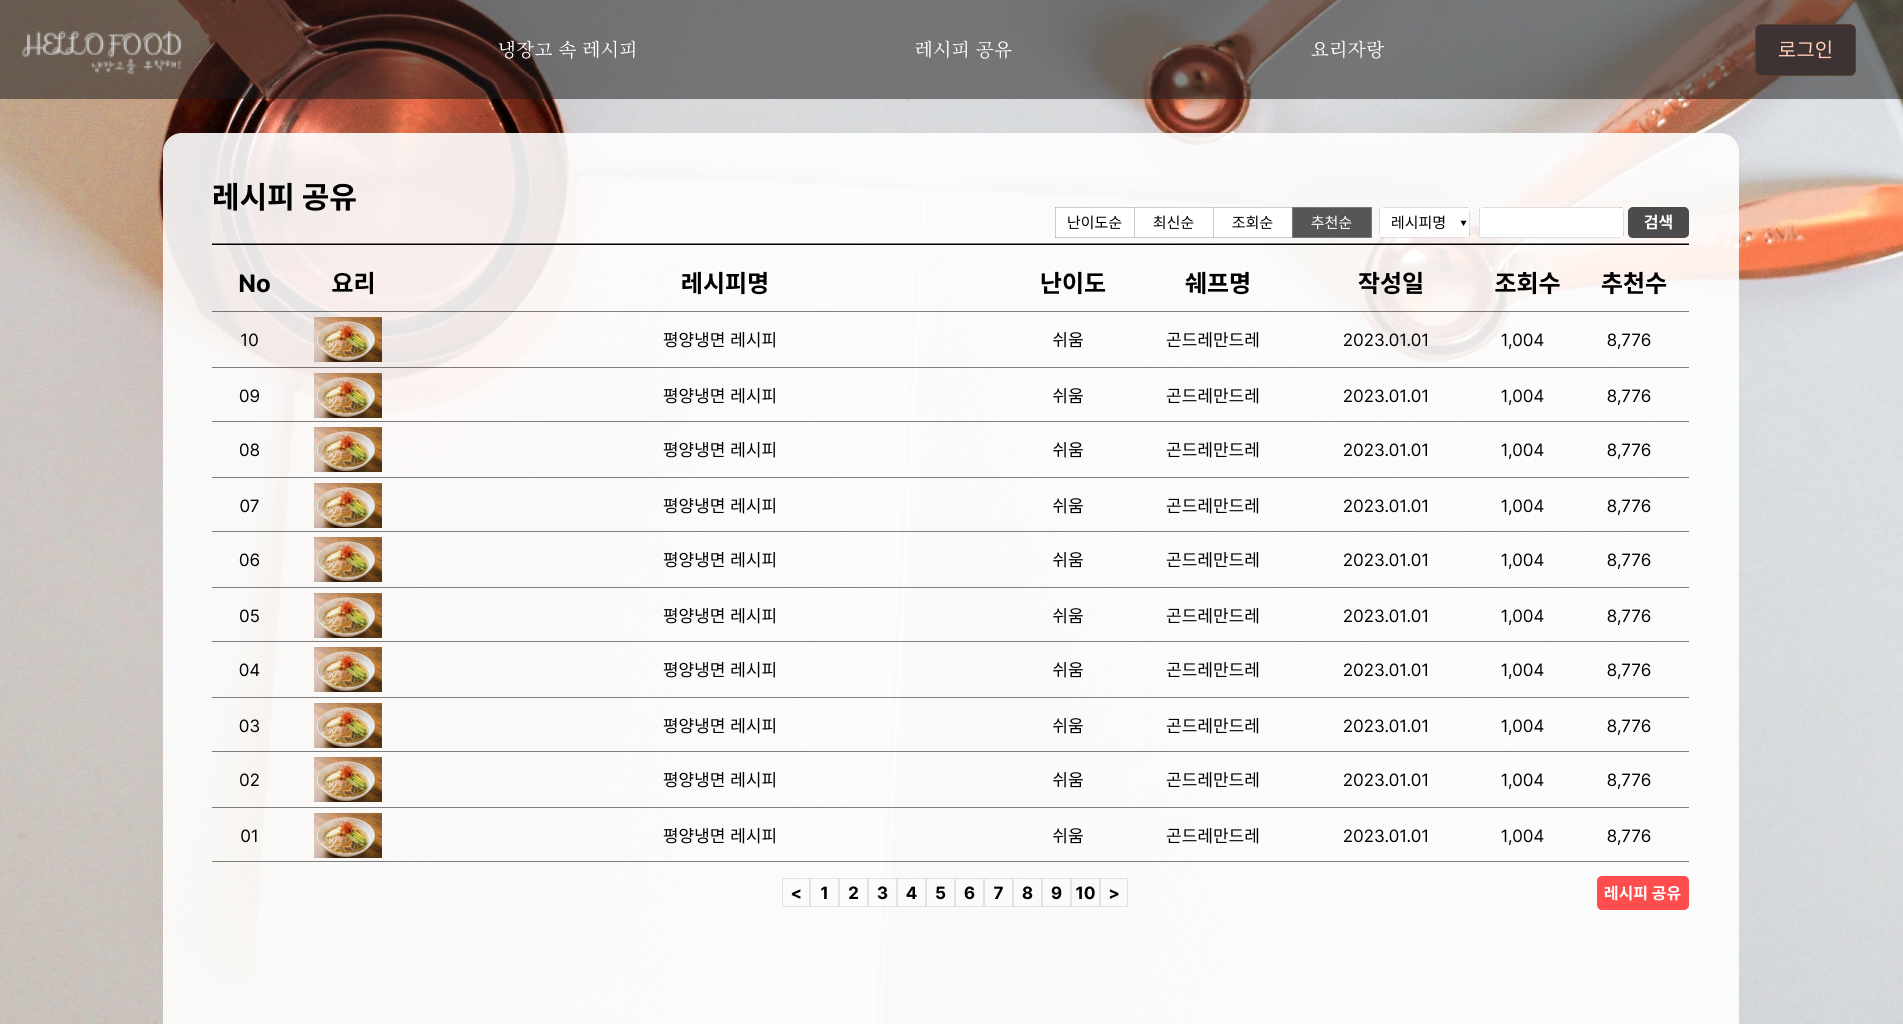 HELLO FOOD
냉장고를 부탁해!
냉장고 속 레시피 레시피 공유 요리자랑 로그인
레시피 공유
난이도순 최신순 조회순 추천순 레시피명 ▾ 검색
No 요리 레시피명 난이도 쉐프명 작성일 조회수 추천수
10 평양냉면 레시피 쉬움 곤드레만드레 2023.01.01 1,004 8,776
09 평양냉면 레시피 쉬움 곤드레만드레 2023.01.01 1,004 8,776
08 평양냉면 레시피 쉬움 곤드레만드레 2023.01.01 1,004 8,776
07 평양냉면 레시피 쉬움 곤드레만드레 2023.01.01 1,004 8,776
06 평양냉면 레시피 쉬움 곤드레만드레 2023.01.01 1,004 8,776
05 평양냉면 레시피 쉬움 곤드레만드레 2023.01.01 1,004 8,776
04 평양냉면 레시피 쉬움 곤드레만드레 2023.01.01 1,004 8,776
03 평양냉면 레시피 쉬움 곤드레만드레 2023.01.01 1,004 8,776
02 평양냉면 레시피 쉬움 곤드레만드레 2023.01.01 1,004 8,776
01 평양냉면 레시피 쉬움 곤드레만드레 2023.01.01 1,004 8,776
< 1 2 3 4 5 6 7 8 9 10 > 레시피 공유